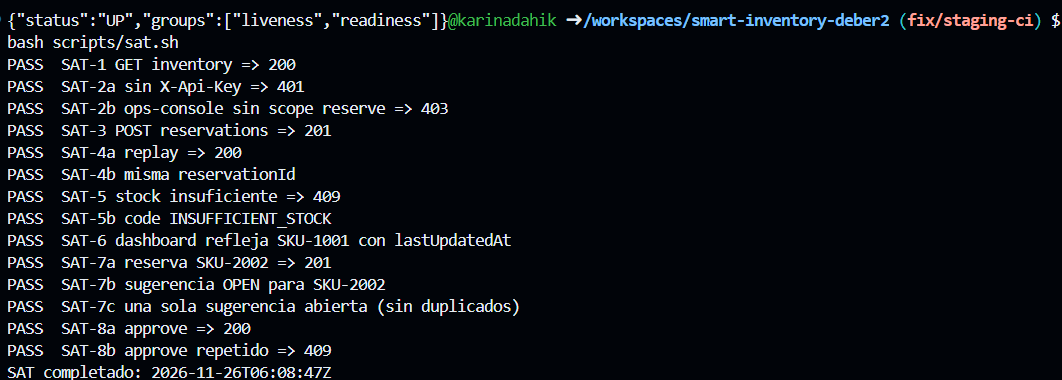 {"status":"UP","groups":["liveness","readiness"]}@karinadahik ➜/workspaces/smart-inventory-deber2 (fix/staging-ci) $
bash scripts/sat.sh
PASS  SAT-1 GET inventory => 200
PASS  SAT-2a sin X-Api-Key => 401
PASS  SAT-2b ops-console sin scope reserve => 403
PASS  SAT-3 POST reservations => 201
PASS  SAT-4a replay => 200
PASS  SAT-4b misma reservationId
PASS  SAT-5 stock insuficiente => 409
PASS  SAT-5b code INSUFFICIENT_STOCK
PASS  SAT-6 dashboard refleja SKU-1001 con lastUpdatedAt
PASS  SAT-7a reserva SKU-2002 => 201
PASS  SAT-7b sugerencia OPEN para SKU-2002
PASS  SAT-7c una sola sugerencia abierta (sin duplicados)
PASS  SAT-8a approve => 200
PASS  SAT-8b approve repetido => 409
SAT completado: 2026-11-26T06:08:47Z